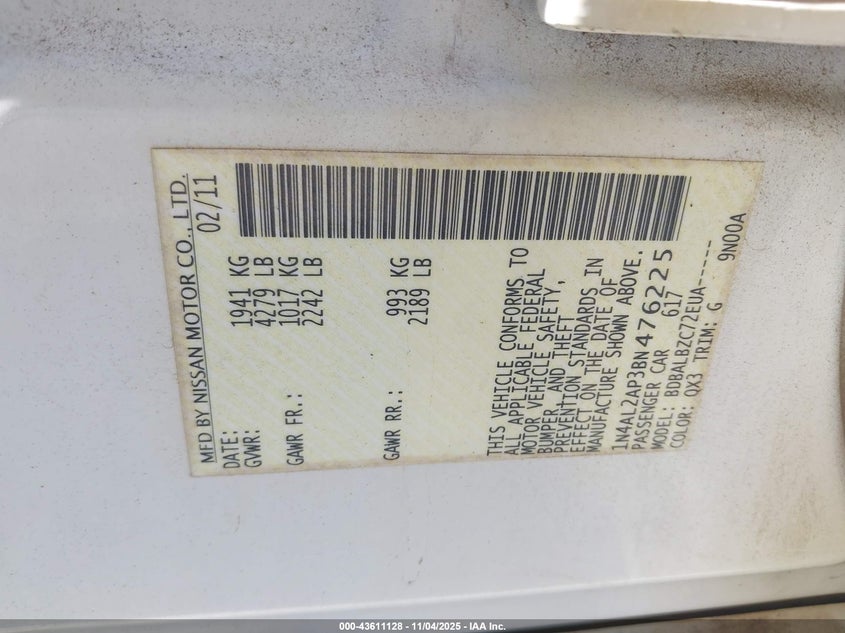 MFD BY NISSAN MOTOR CO., LTD.
DATE: 02/11
GVWR: 1941 KG
4279 LB
GAWR FR.: 1017 KG
2242 LB
GAWR RR.: 993 KG
2189 LB
THIS VEHICLE CONFORMS TO
ALL APPLICABLE FEDERAL
MOTOR VEHICLE SAFETY,
BUMPER, AND THEFT
PREVENTION STANDARDS IN
EFFECT ON THE DATE OF
MANUFACTURE SHOWN ABOVE.
1N4AL2AP3BN476225
PASSENGER CAR 617
MODEL: BDBALBZC72EUA------
COLOR: QX3 TRIM: G 9N00A
000-43611128 - 11/04/2025 - IAA Inc.